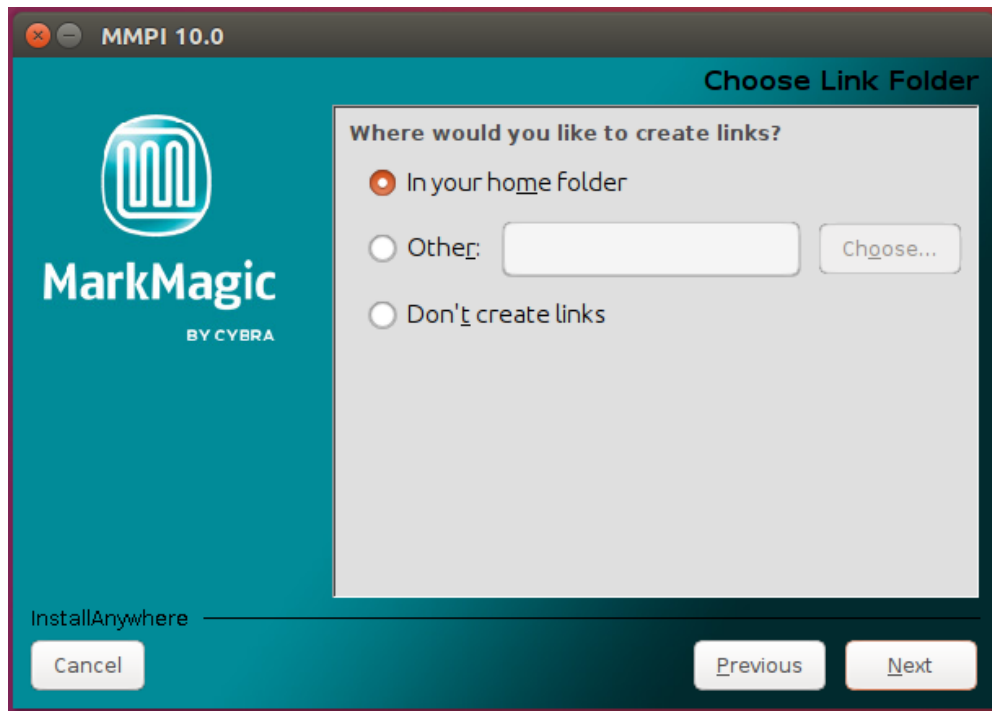 MMPI 10.0
Choose Link Folder
MarkMagic
BY CYBRA
Where would you like to create links?
In your home folder
Other:
Choose...
Don't create links
InstallAnywhere
Cancel
Previous
Next